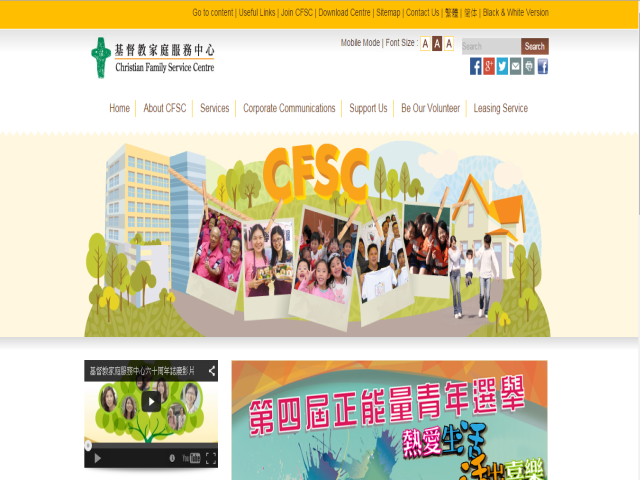 Go to content | Useful Links | Join CFSC | Download Centre | Sitemap | Contact Us | 繁體 | 简体 | Black & White Version
基督教家庭服務中心
Christian Family Service Centre
Mobile Mode | Font Size : A A A
Search Search
Home About CFSC Services Corporate Communications Support Us Be Our Volunteer Leasing Service
CFSC
基督教家庭服務中心六十周年誌慶影片
YouTube
第四屆正能量青年選舉
熱愛生活
活出喜樂